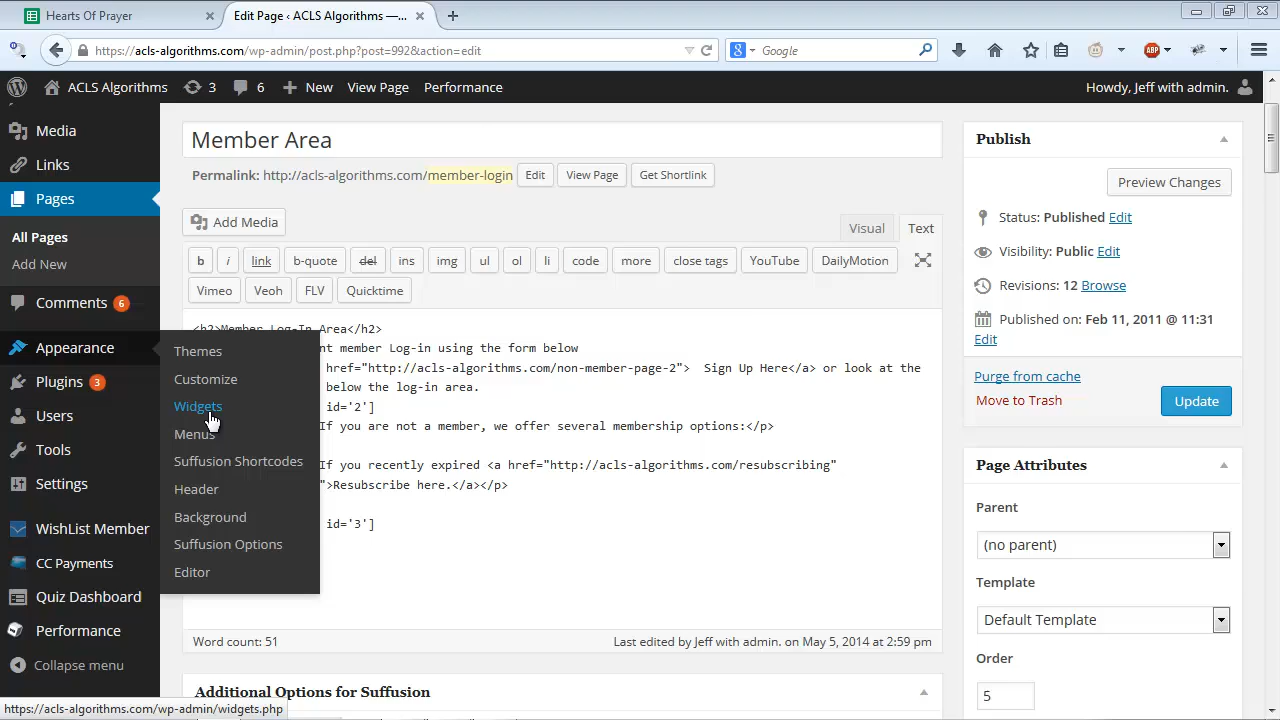 Hearts Of Prayer ×
Edit Page ‹ ACLS Algorithms —... ×
https://acls-algorithms.com/wp-admin/post.php?post=992&action=edit
Google
ABP
ACLS Algorithms 3 6 New View Page Performance Howdy, Jeff with admin.
Media
Links
Pages
All Pages
Add New
Comments 6
Appearance
Plugins 3
Users
Tools
Settings
WishList Member
CC Payments
Quiz Dashboard
Performance
Collapse menu
Themes
Customize
Widgets
Menus
Suffusion Shortcodes
Header
Background
Suffusion Options
Editor
Member Area
Permalink: http://acls-algorithms.com/member-login Edit View Page Get Shortlink
Add Media
Visual Text
b i link b-quote del ins img ul ol li code more close tags YouTube DailyMotion
Vimeo Veoh FLV Quicktime
<h2>Member Log-In Area</h2>
nt member Log-in using the form below
href="http://acls-algorithms.com/non-member-page-2"> Sign Up Here</a> or look at the
below the log-in area.
id='2']
If you are not a member, we offer several membership options:</p>
If you recently expired <a href="http://acls-algorithms.com/resubscribing"
">Resubscribe here.</a></p>
id='3']
Word count: 51 Last edited by Jeff with admin. on May 5, 2014 at 2:59 pm
Additional Options for Suffusion
Publish
Preview Changes
Status: Published Edit
Visibility: Public Edit
Revisions: 12 Browse
Published on: Feb 11, 2011 @ 11:31
Edit
Purge from cache
Move to Trash
Update
Page Attributes
Parent
(no parent)
Template
Default Template
Order
5
https://acls-algorithms.com/wp-admin/widgets.php